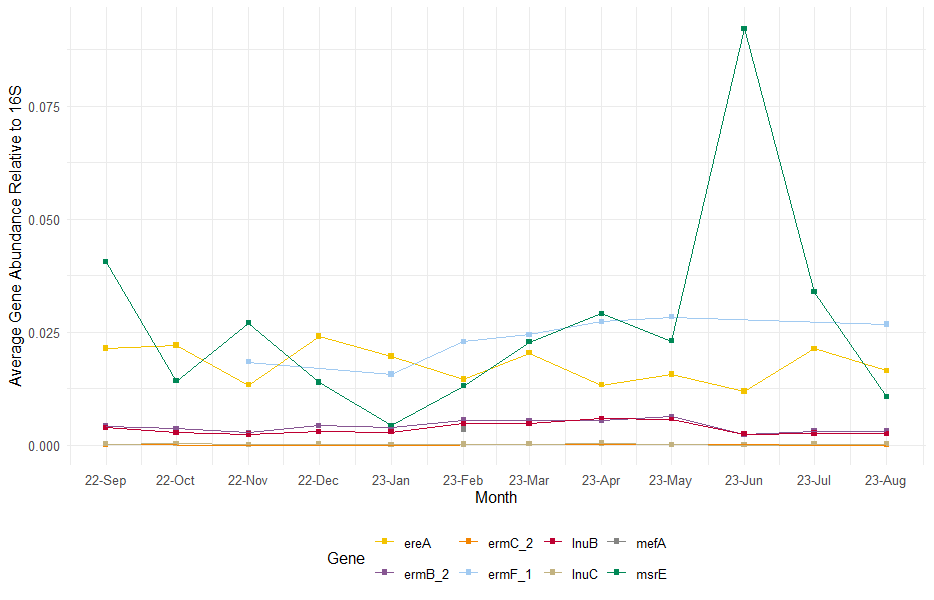 Average Gene Abundance Relative to 16S
0.075
0.050
0.025
0.000
22-Sep 22-Oct 22-Nov 22-Dec 23-Jan 23-Feb 23-Mar 23-Apr 23-May 23-Jun 23-Jul 23-Aug
Month
Gene
ereA ermC_2 lnuB mefA
ermB_2 ermF_1 lnuC msrE